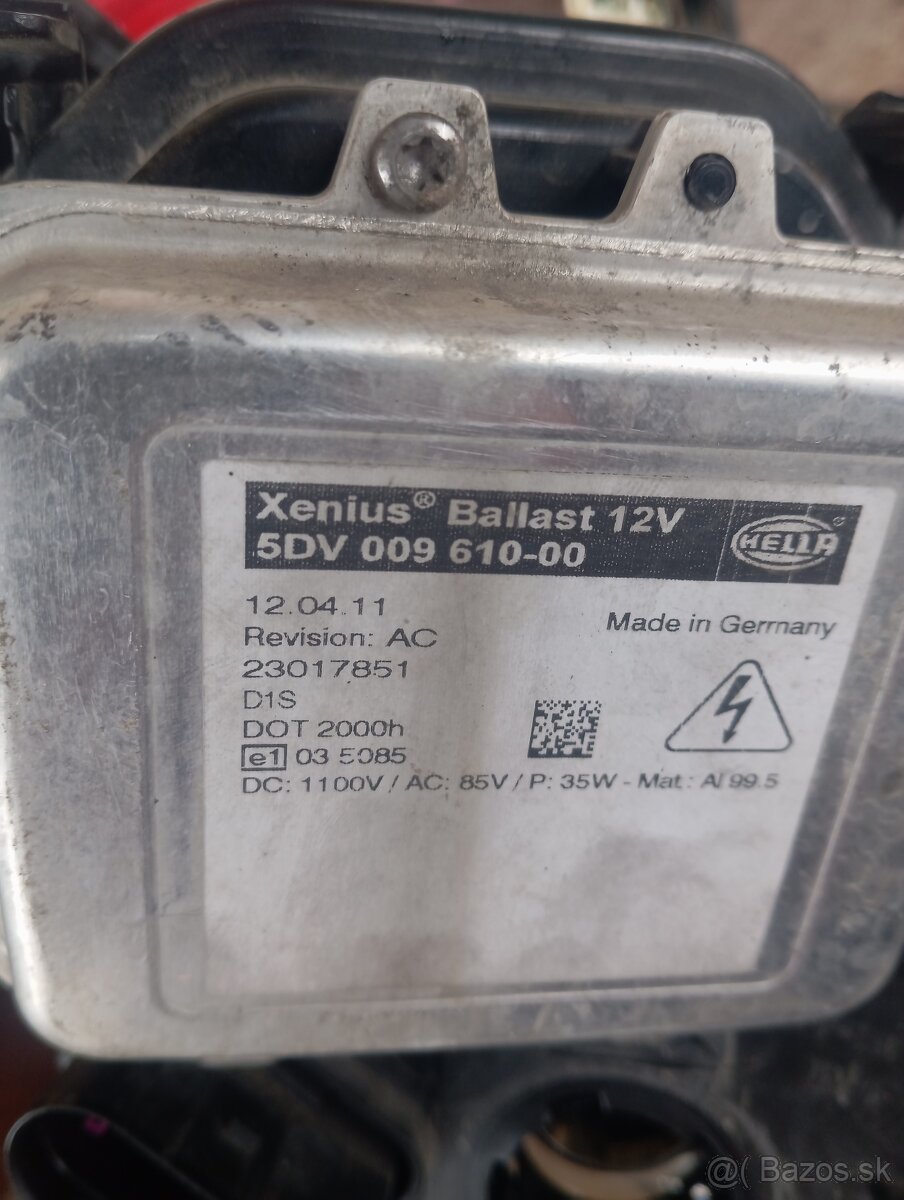 Xenius® Ballast 12V
5DV 009 610-00
HELLA
12.04.11
Made in Germany
Revision: AC
23017851
D1S
DOT 2000h
e1 03 5085
DC: 1100V / AC: 85V / P: 35W - Mat.: Al 99.5
@( Bazos.sk